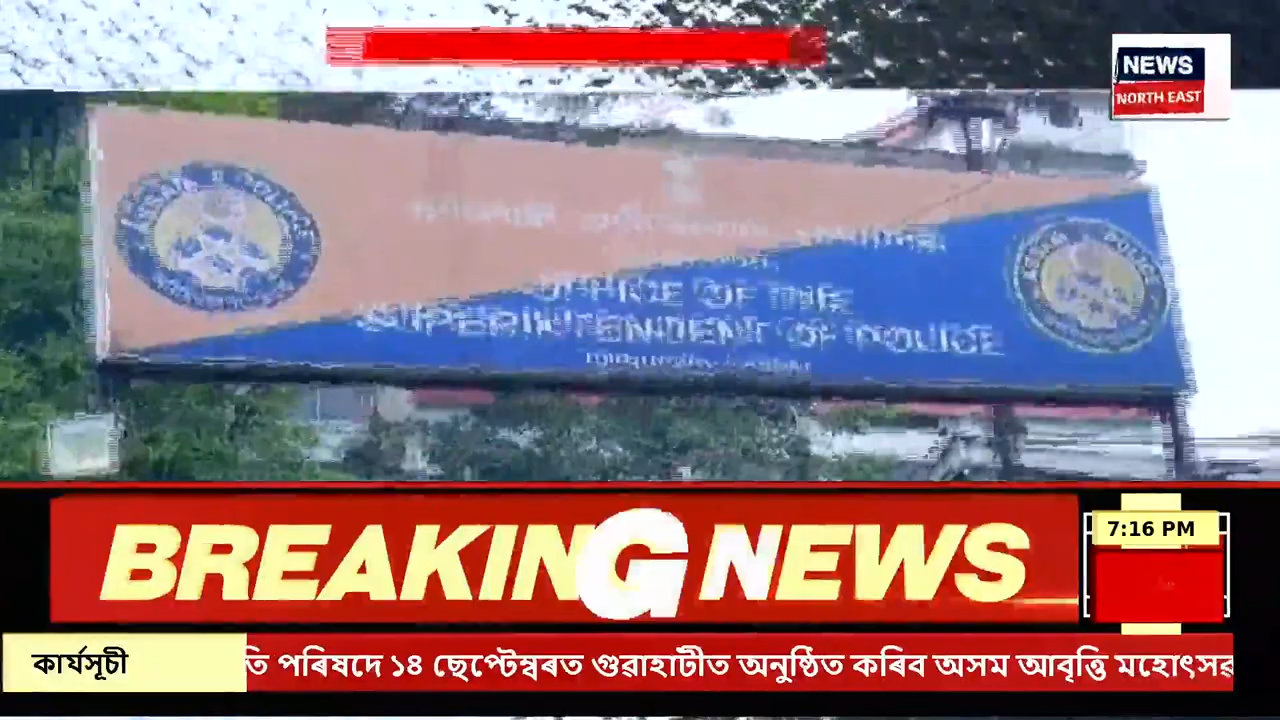 NEWS
NORTH EAST
OFFICE OF THE
SUPERINTENDENT OF POLICE
BREAKING NEWS
7:16 PM
কাৰ্যসূচী
তি পৰিষদে ১৪ ছেপ্টেম্বৰত গুৱাহাটীত অনুষ্ঠিত কৰিব অসম আবৃত্তি মহোৎসৱ